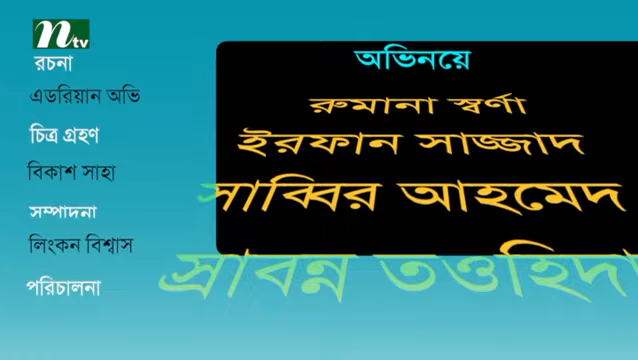 ntv
রচনা
এডরিয়ান অভি
চিত্র গ্রহণ
বিকাশ সাহা
সম্পাদনা
লিংকন বিশ্বাস
পরিচালনা
অভিনয়ে
রুমানা স্বর্ণা
ইরফান সাজ্জাদ
সাব্বির আহমেদ
স্রাবন্ন তওহিদা